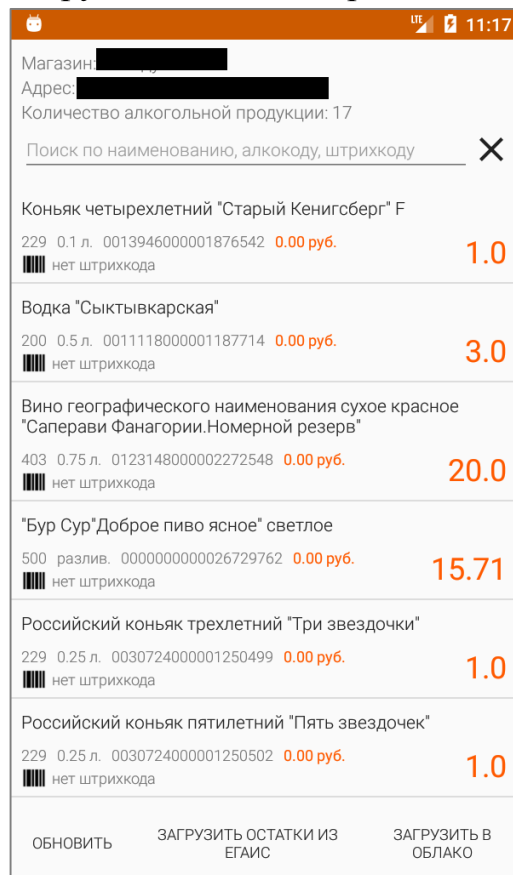 LTE 11:17
Магазин:
Адрес:
Количество алкогольной продукции: 17
Поиск по наименованию, алкокоду, штрихкоду
Коньяк четырехлетний "Старый Кенигсберг" F
229 0.1 л. 0013946000001876542 0.00 руб.
нет штрихкода
1.0
Водка "Сыктывкарская"
200 0.5 л. 0011118000001187714 0.00 руб.
нет штрихкода
3.0
Вино географического наименования сухое красное
"Саперави Фанагории.Номерной резерв"
403 0.75 л. 0123148000002272548 0.00 руб.
нет штрихкода
20.0
"Бур Сур"Доброе пиво ясное" светлое
500 разлив. 0000000000026729762 0.00 руб.
нет штрихкода
15.71
Российский коньяк трехлетний "Три звездочки"
229 0.25 л. 0030724000001250499 0.00 руб.
нет штрихкода
1.0
Российский коньяк пятилетний "Пять звездочек"
229 0.25 л. 0030724000001250502 0.00 руб.
нет штрихкода
1.0
ОБНОВИТЬ
ЗАГРУЗИТЬ ОСТАТКИ ИЗ
ЕГАИС
ЗАГРУЗИТЬ В
ОБЛАКО